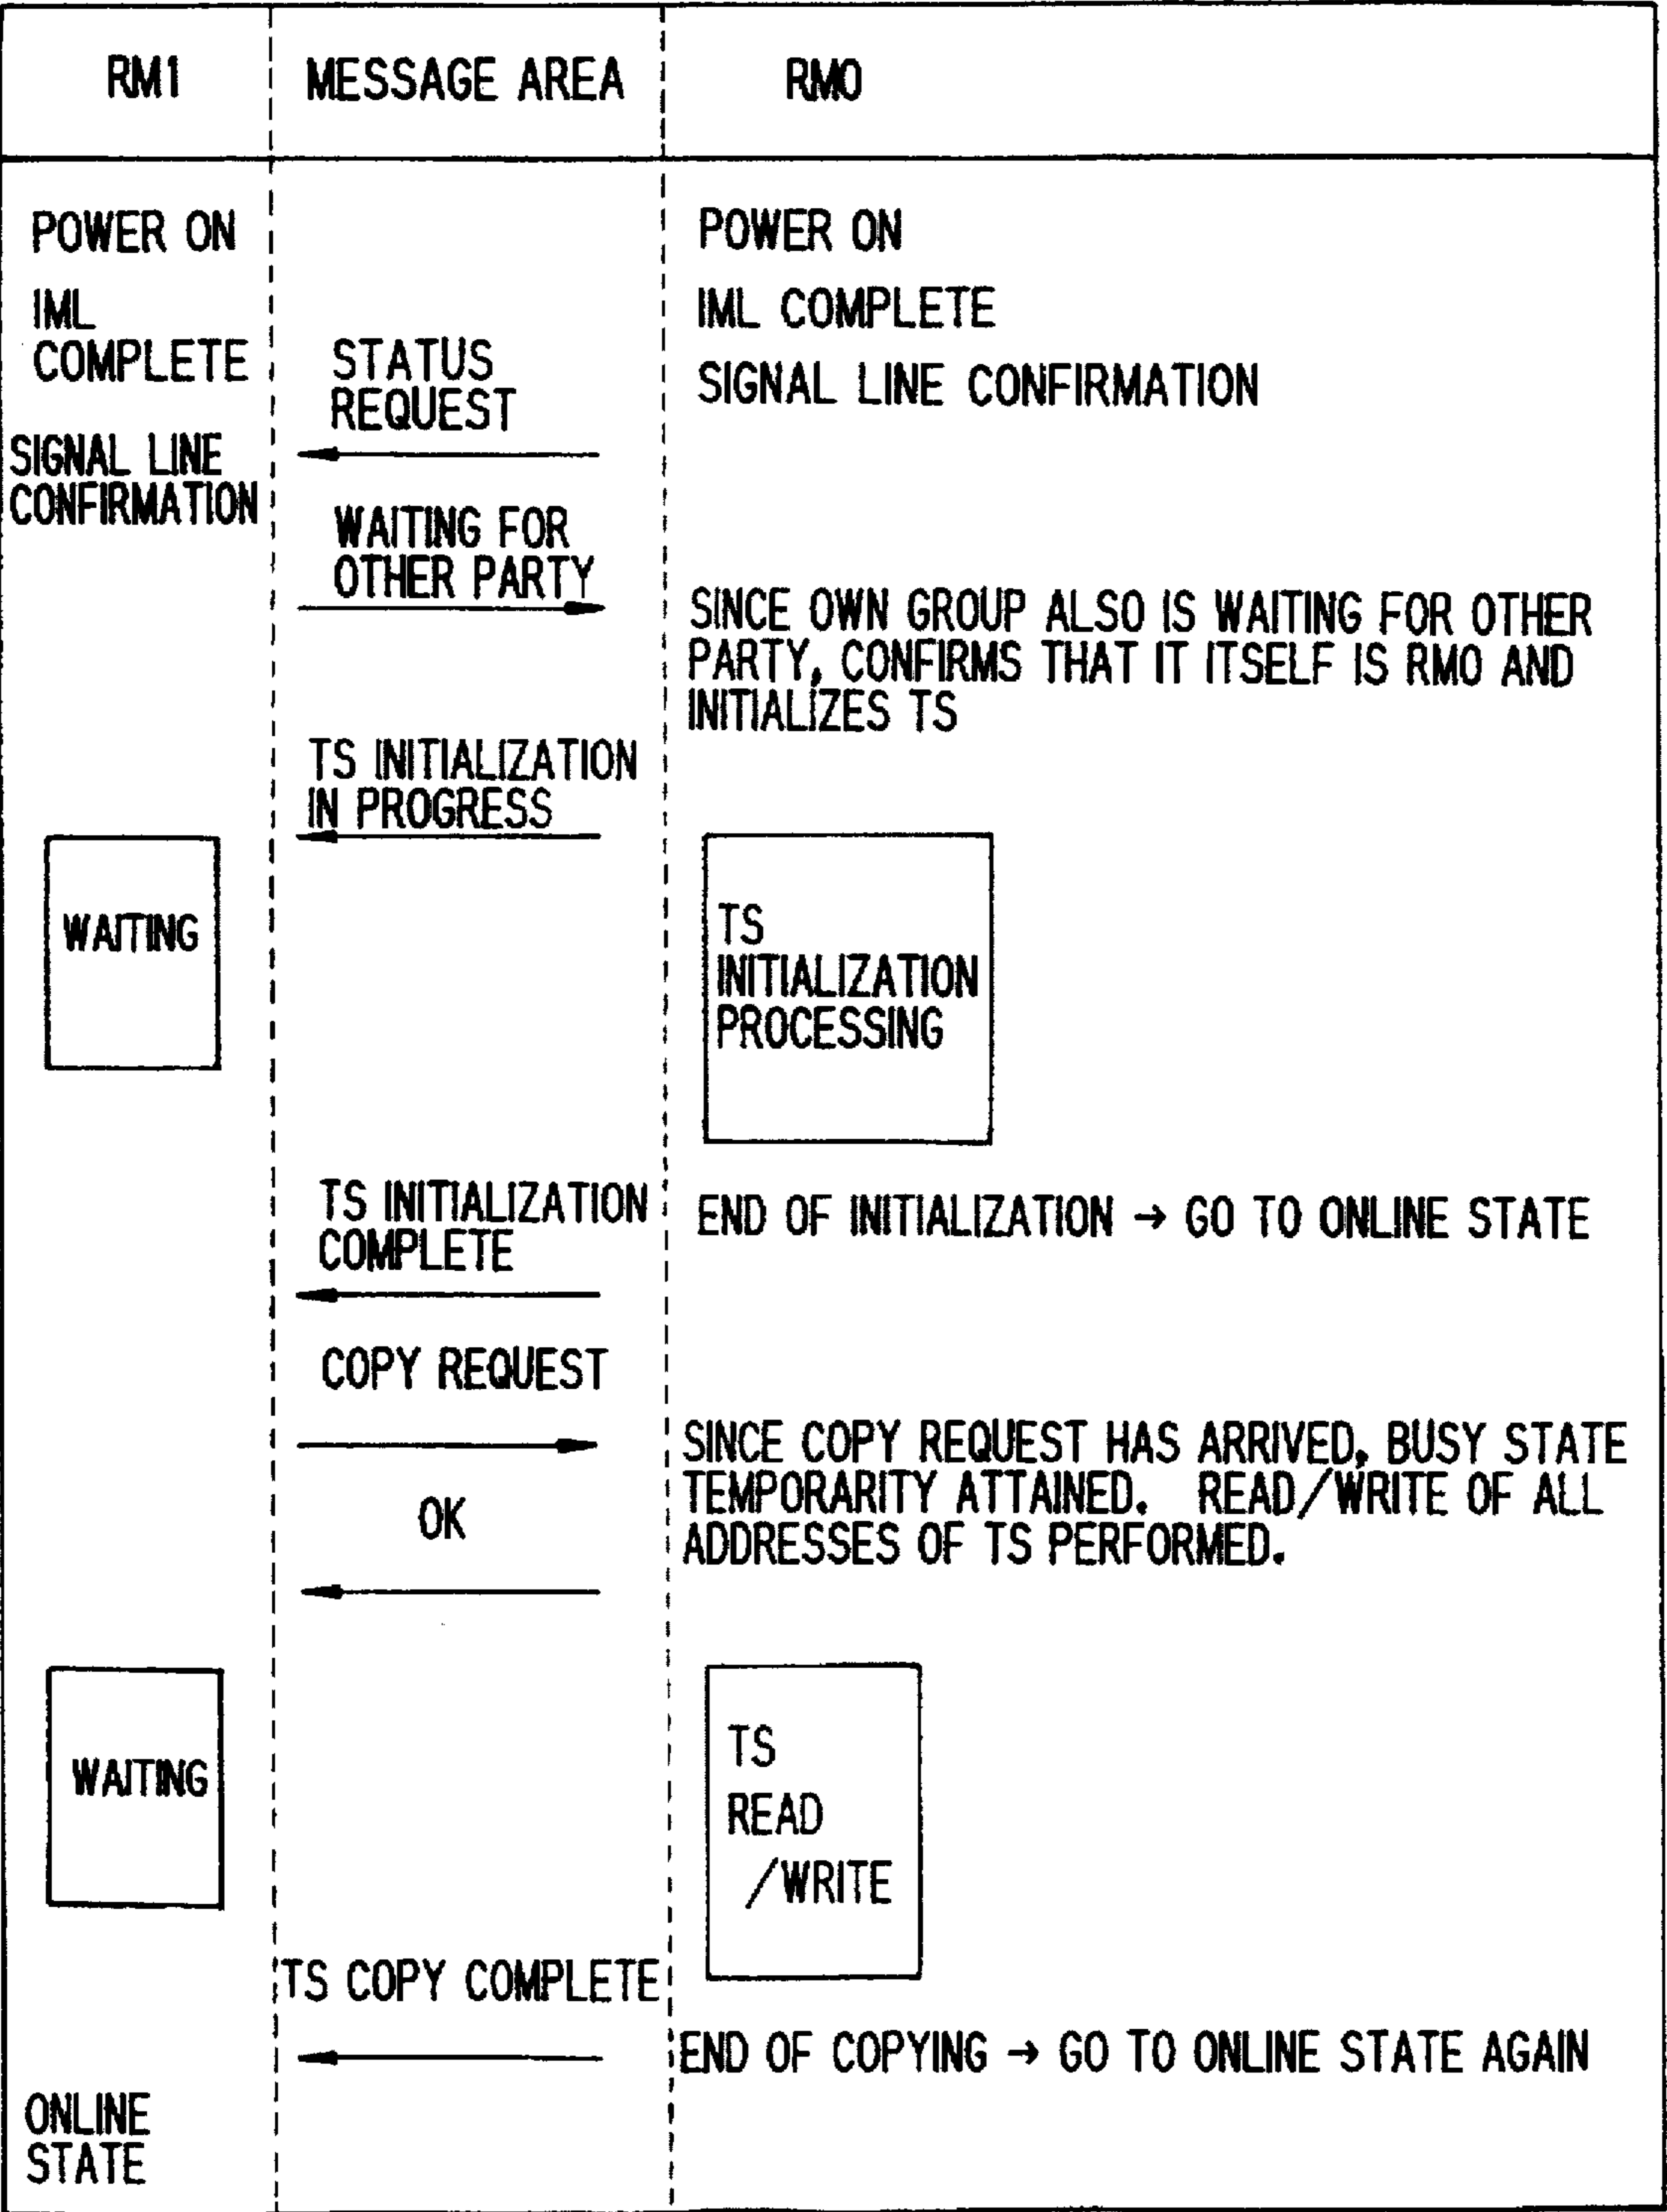 RM1
MESSAGE AREA
RM0
POWER ON
POWER ON
IML
COMPLETE
IML COMPLETE
STATUS
REQUEST
SIGNAL LINE CONFIRMATION
SIGNAL LINE
CONFIRMATION
WAITING FOR
OTHER PARTY
SINCE OWN GROUP ALSO IS WAITING FOR OTHER
PARTY, CONFIRMS THAT IT ITSELF IS RM0 AND
INITIALIZES TS
TS INITIALIZATION
IN PROGRESS
WAITING
TS
INITIALIZATION
PROCESSING
TS INITIALIZATION
COMPLETE
END OF INITIALIZATION → GO TO ONLINE STATE
COPY REQUEST
SINCE COPY REQUEST HAS ARRIVED, BUSY STATE
TEMPORARITY ATTAINED. READ/WRITE OF ALL
ADDRESSES OF TS PERFORMED.
OK
WAITING
TS
READ
/WRITE
TS COPY COMPLETE
END OF COPYING → GO TO ONLINE STATE AGAIN
ONLINE
STATE